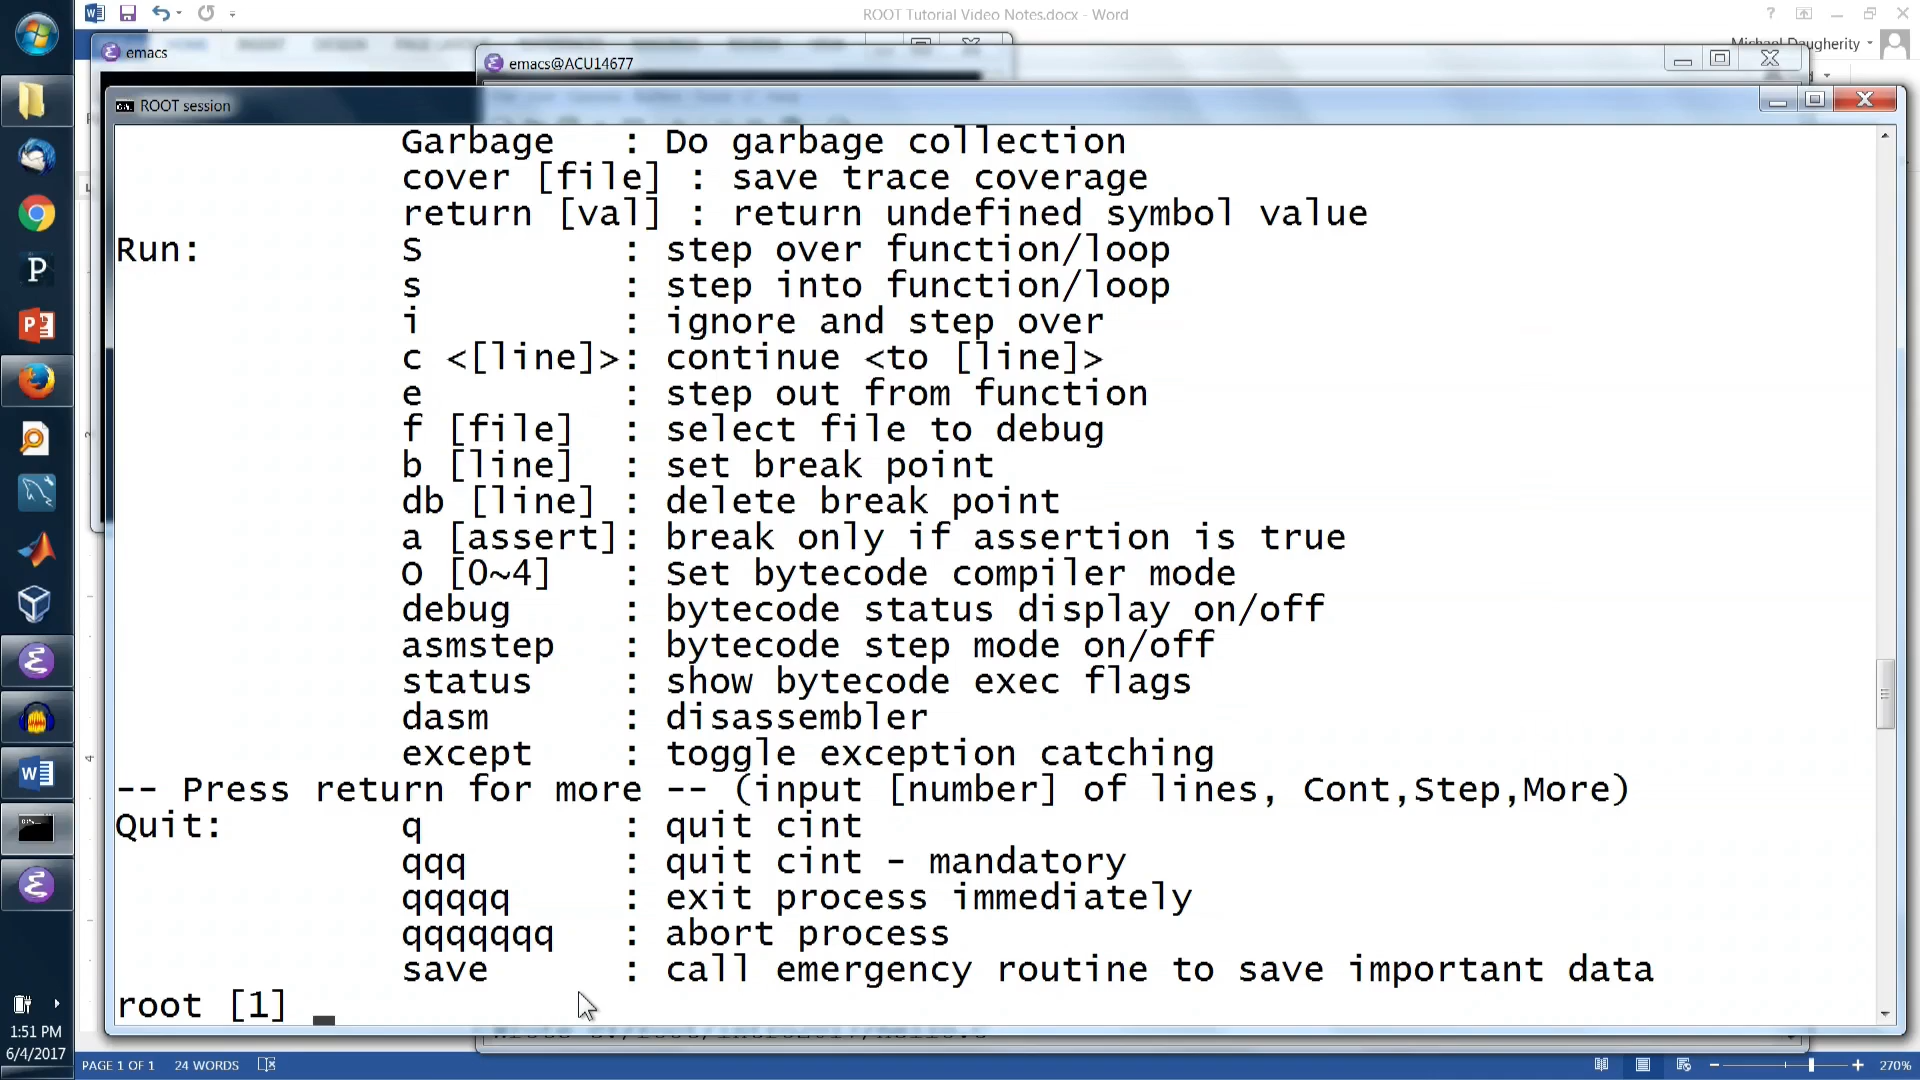 ROOT Tutorial Video Notes.docx - Word
Michael Daugherity
emacs
emacs@ACU14677
ROOT session
Garbage : Do garbage collection
cover [file] : save trace coverage
return [val] : return undefined symbol value
Run: S : step over function/loop
s : step into function/loop
i : ignore and step over
c <[line]>: continue <to [line]>
e : step out from function
f [file] : select file to debug
b [line] : set break point
db [line] : delete break point
a [assert]: break only if assertion is true
O [0~4] : Set bytecode compiler mode
debug : bytecode status display on/off
asmstep : bytecode step mode on/off
status : show bytecode exec flags
dasm : disassembler
except : toggle exception catching
-- Press return for more -- (input [number] of lines, Cont,Step,More)
Quit: q : quit cint
qqq : quit cint - mandatory
qqqqq : exit process immediately
qqqqqqq : abort process
save : call emergency routine to save important data
root [1]
1:51 PM
6/4/2017
PAGE 1 OF 1 24 WORDS
270%